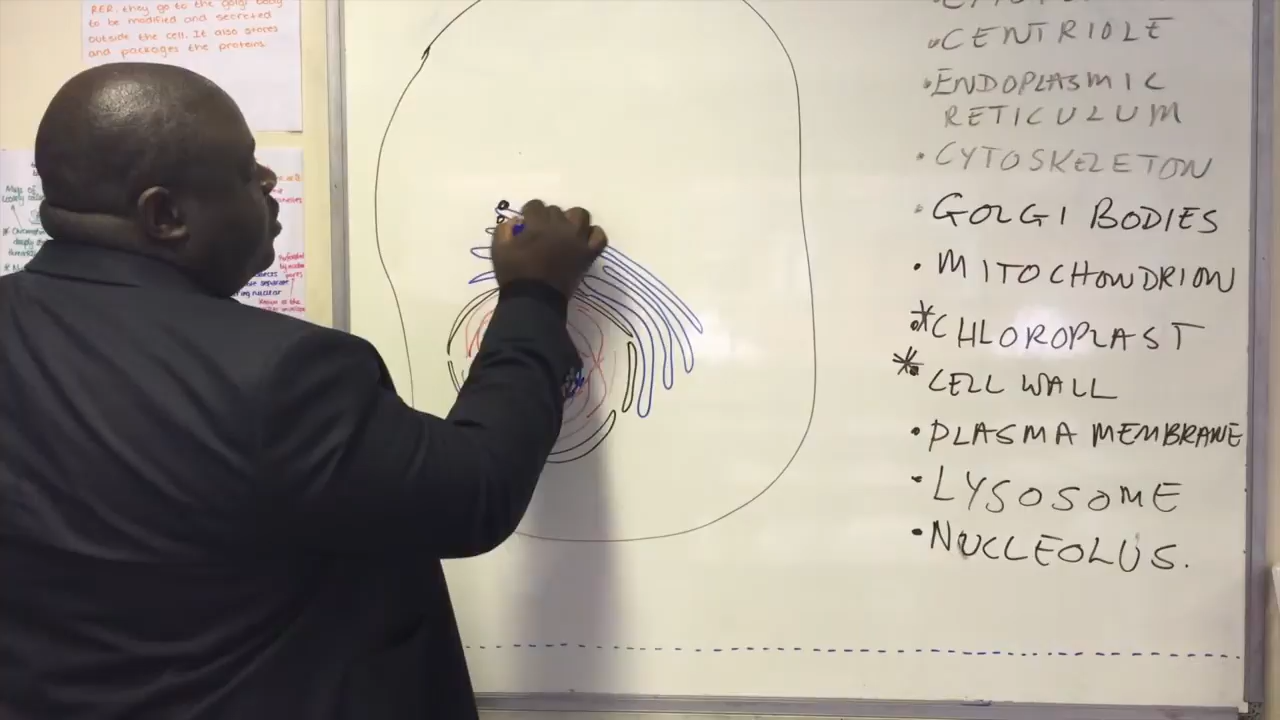 RER. they go to the golgi body
to be modified and secreted
outside the cell. It also stores
and packages the proteins.
• CENTRIOLE
• ENDOPLASMIC
RETICULUM
• CYTOSKELETON
• GOLGI BODIES
• MITOCHONDRION
* CHLOROPLAST
* CELL WALL
• PLASMA MEMBRANE
• LYSOSOME
• NUCLEOLUS.